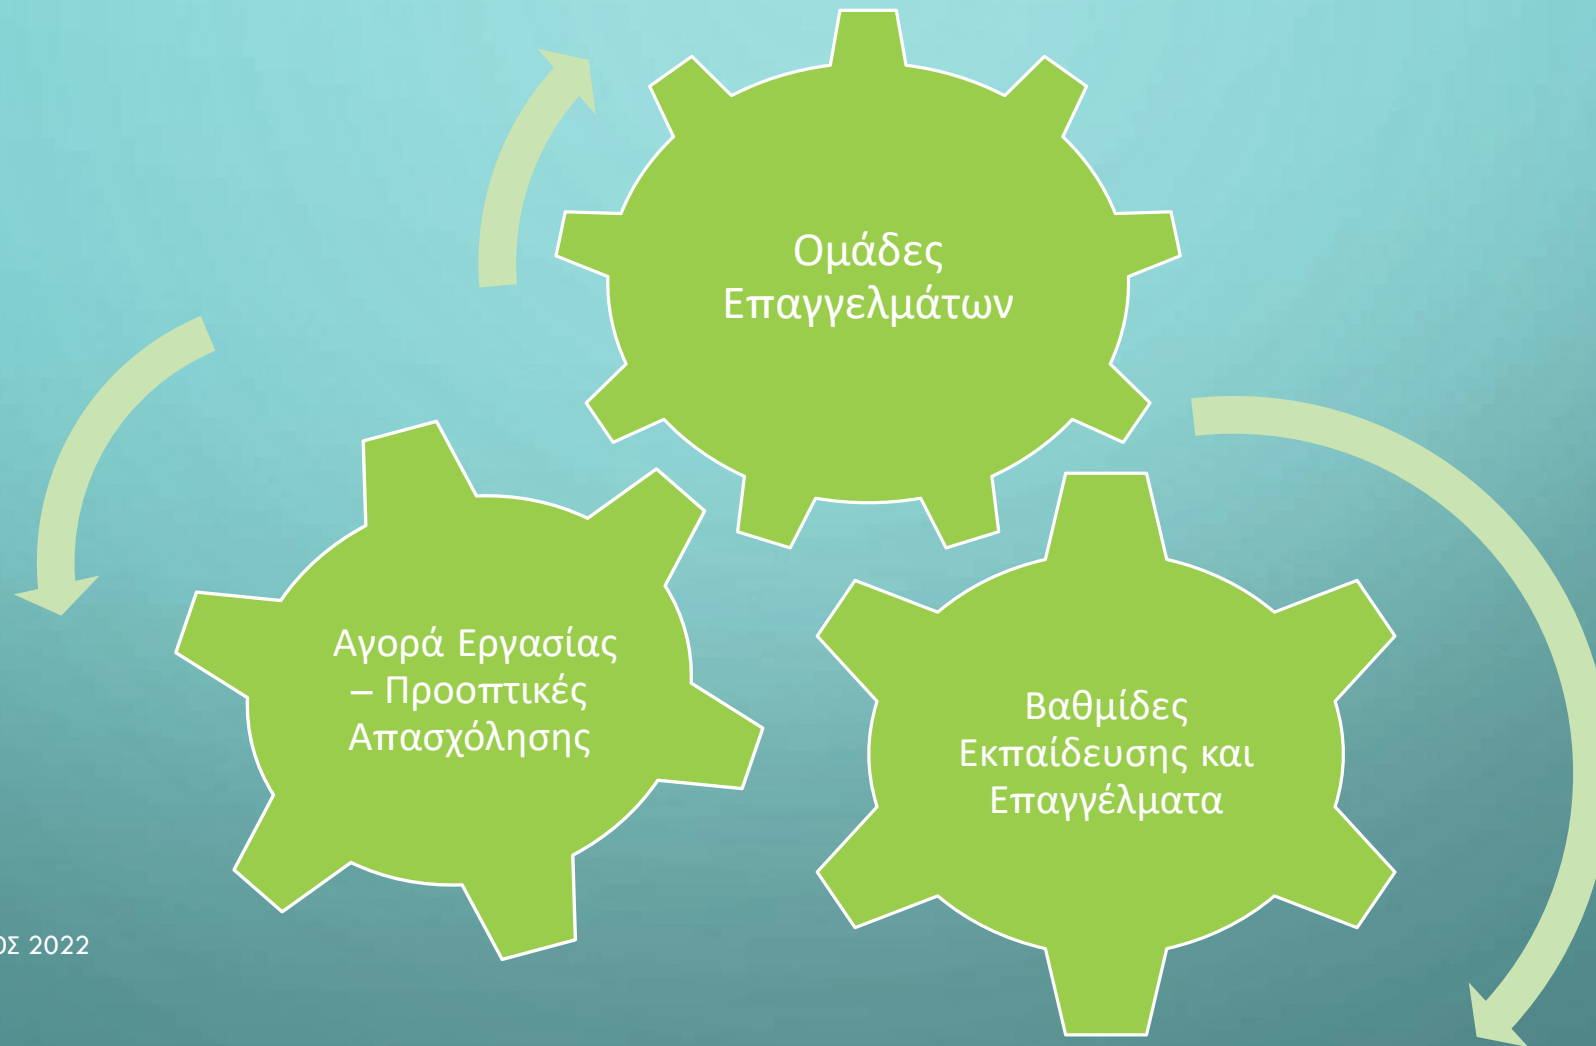 Ομάδες
Επαγγελμάτων
Αγορά Εργασίας
– Προοπτικές
Απασχόλησης
Βαθμίδες
Εκπαίδευσης και
Επαγγέλματα
2022